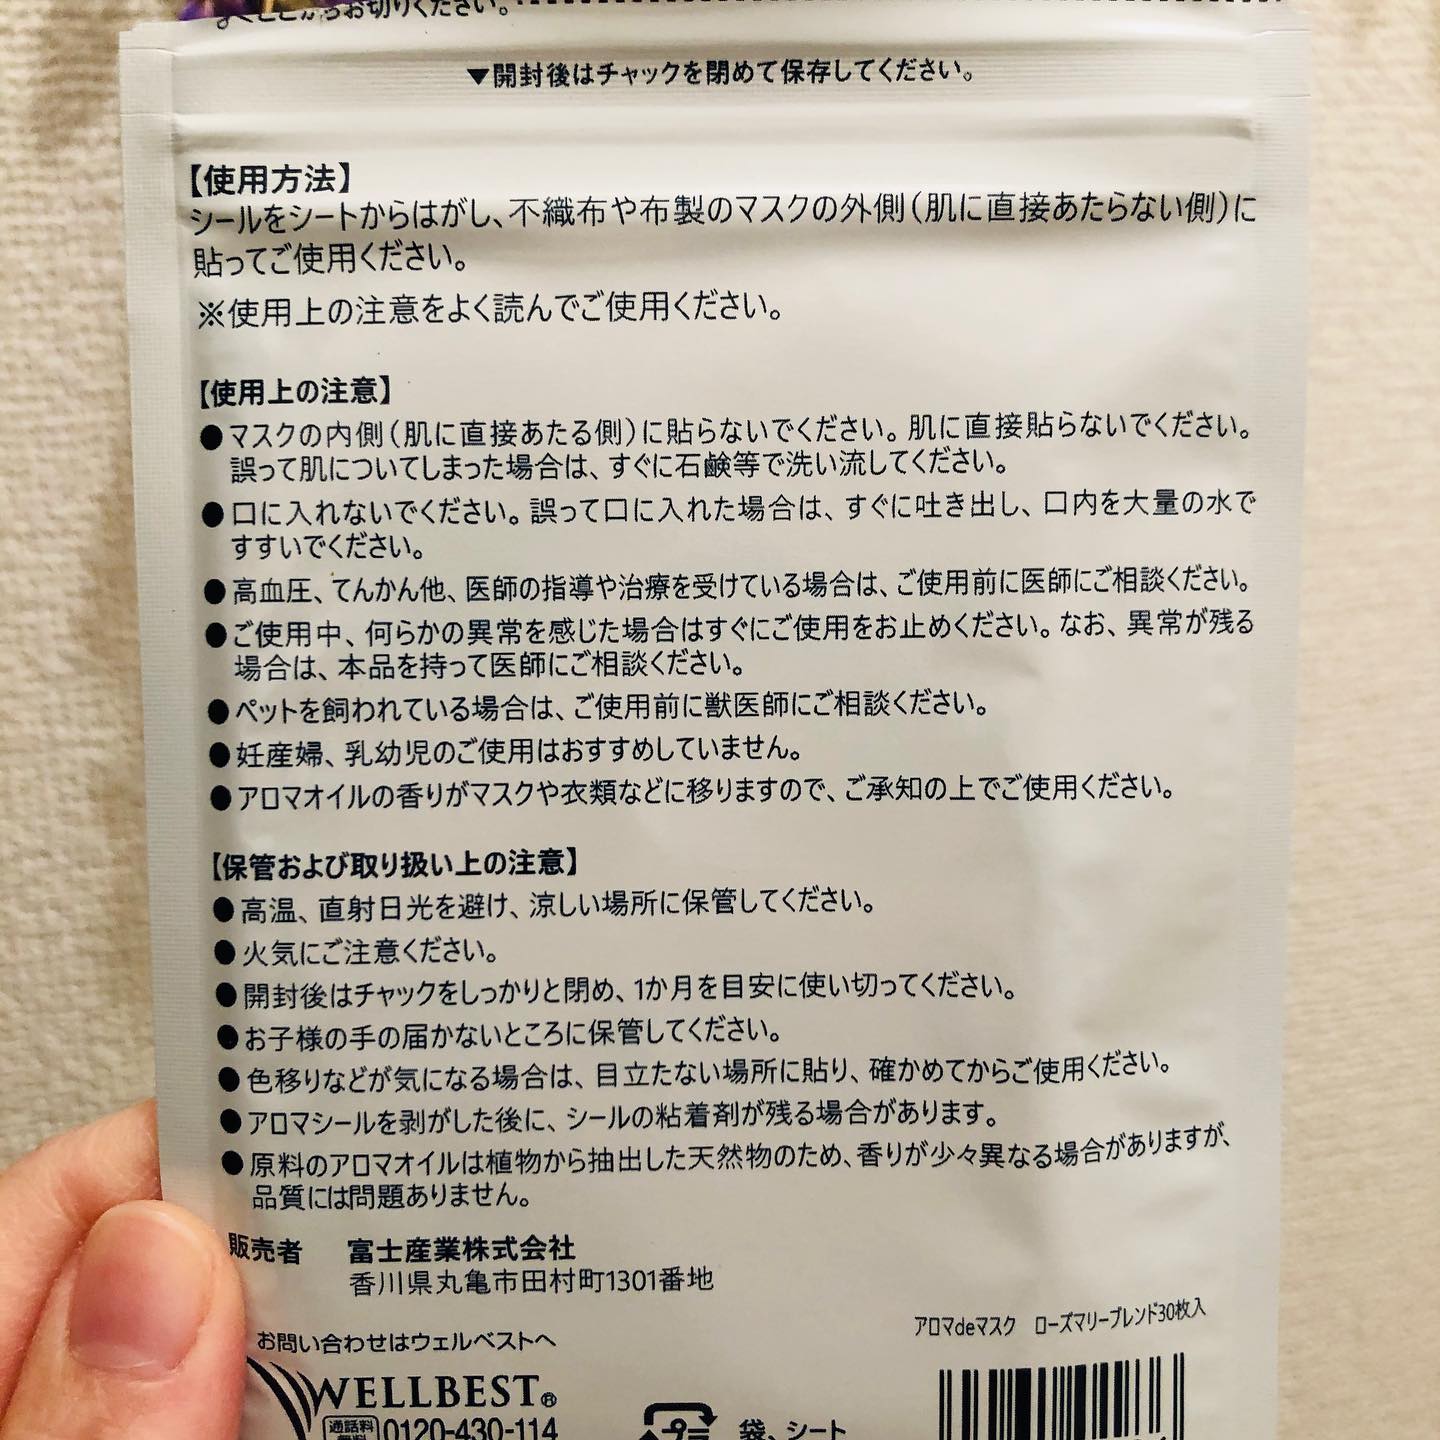 ここからお切りください。
▼開封後はチャックを閉めて保存してください。
【使用方法】
シールをシートからはがし、不織布や布製のマスクの外側（肌に直接あたらない側）に
貼ってご使用ください。
※使用上の注意をよく読んでご使用ください。
【使用上の注意】
●マスクの内側（肌に直接あたる側）に貼らないでください。肌に直接貼らないでください。
誤って肌についてしまった場合は、すぐに石鹸等で洗い流してください。
●口に入れないでください。誤って口に入れた場合は、すぐに吐き出し、口内を大量の水で
すすいでください。
●高血圧、てんかん他、医師の指導や治療を受けている場合は、ご使用前に医師にご相談ください。
●ご使用中、何らかの異常を感じた場合はすぐにご使用をお止めください。なお、異常が残る
場合は、本品を持って医師にご相談ください。
●ペットを飼われている場合は、ご使用前に獣医師にご相談ください。
●妊産婦、乳幼児のご使用はおすすめしていません。
●アロマオイルの香りがマスクや衣類などに移りますので、ご承知の上でご使用ください。
【保管および取り扱い上の注意】
●高温、直射日光を避け、涼しい場所に保管してください。
●火気にご注意ください。
●開封後はチャックをしっかりと閉め、1か月を目安に使い切ってください。
●お子様の手の届かないところに保管してください。
●色移りなどが気になる場合は、目立たない場所に貼り、確かめてからご使用ください。
●アロマシールを剥がした後に、シールの粘着剤が残る場合があります。
●原料のアロマオイルは植物から抽出した天然物のため、香りが少々異なる場合がありますが、
品質には問題ありません。
販売者 富士産業株式会社
香川県丸亀市田村町1301番地
アロマdeマスク ローズマリーブレンド30枚入
お問い合わせはウェルベストへ
WELLBEST®
通話料無料 0120-430-114
プラ 袋、シート